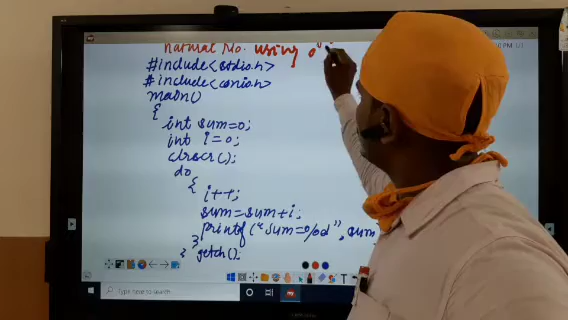 natural No. using
#include<stdio.h>
#include<conio.h>
main()
{
int sum=0;
int i=0;
clrscr();
do
{
i++;
sum=sum+i;
printf("Sum=%d", sum
}
} getch();
Type here to search